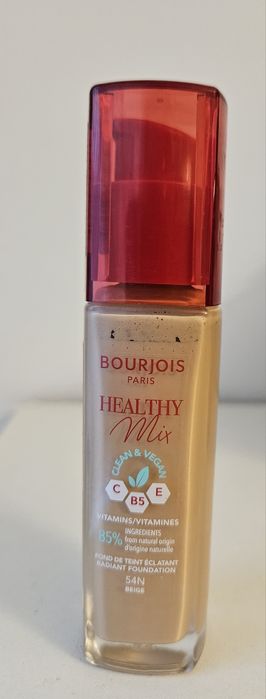 BOURJOIS
PARIS
HEALTHY
Mix
CLEAN & VEGAN
C
B5
E
VITAMINS/VITAMINES
85%
INGREDIENTS
from natural origin
d'origine naturelle
FOND DE TEINT ÉCLATANT
RADIANT FOUNDATION
54N
BEIGE